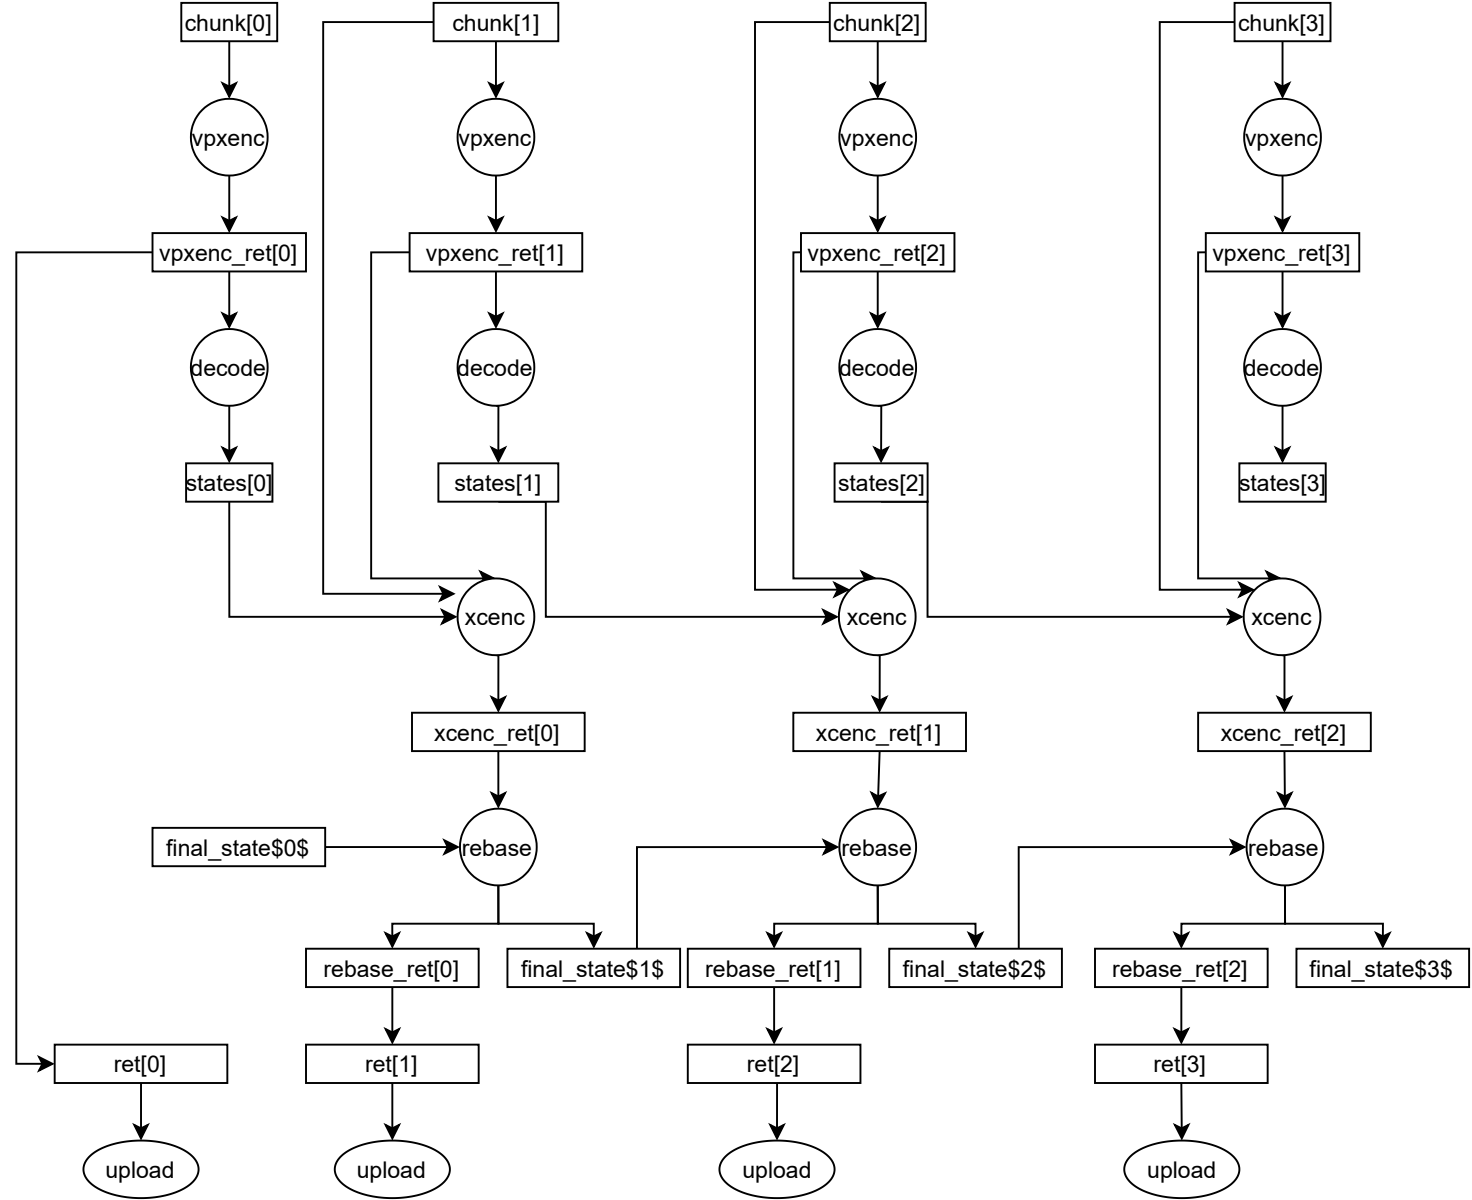 chunk[0]
chunk[1]
chunk[2]
chunk[3]
vpxenc
vpxenc
vpxenc
vpxenc
vpxenc_ret[0]
vpxenc_ret[1]
vpxenc_ret[2]
vpxenc_ret[3]
decode
decode
decode
decode
states[0]
states[1]
states[2]
states[3]
xcenc
xcenc
xcenc
xcenc_ret[0]
xcenc_ret[1]
xcenc_ret[2]
final_state$0$
rebase
rebase
rebase
rebase_ret[0]
final_state$1$
rebase_ret[1]
final_state$2$
rebase_ret[2]
final_state$3$
ret[0]
ret[1]
ret[2]
ret[3]
upload
upload
upload
upload